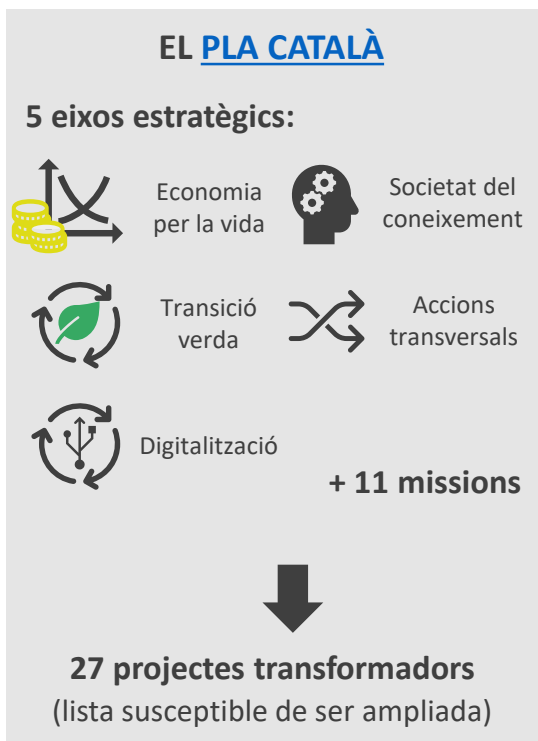 EL PLA CATALÀ
5 eixos estratègics:
Economia
per la vida
Societat del
coneixement
Transició
verda
Accions
transversals
Digitalització
+ 11 missions
27 projectes transformadors
(lista susceptible de ser ampliada)